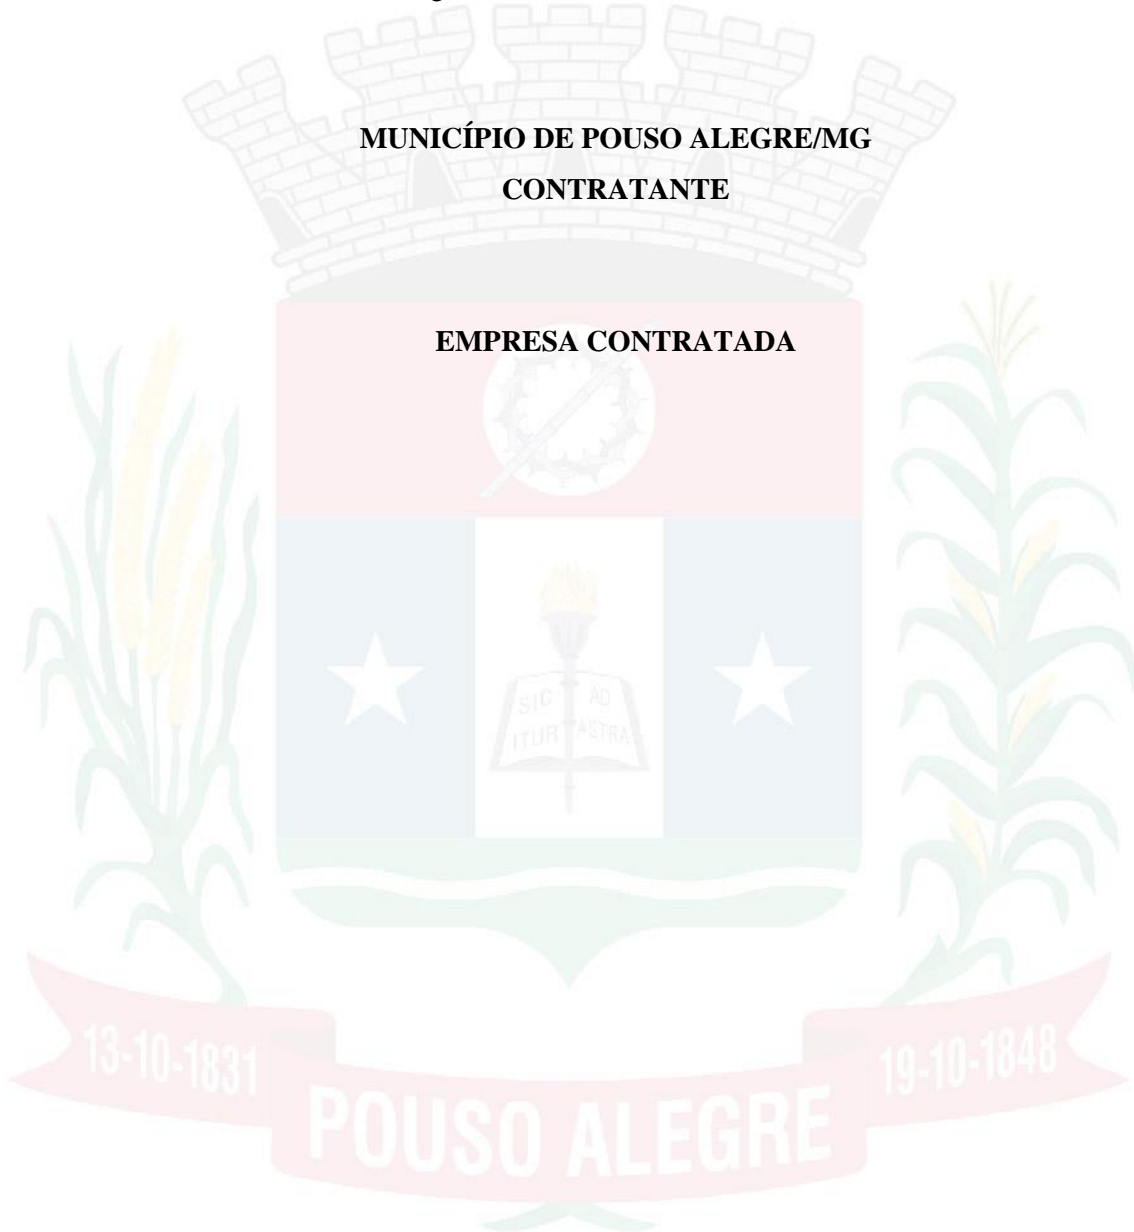 MUNICÍPIO DE POUSO ALEGRE/MG
CONTRATANTE
EMPRESA CONTRATADA
SIC AD
ITUR ASTRA
13-10-1831
19-10-1848
POUSO ALEGRE